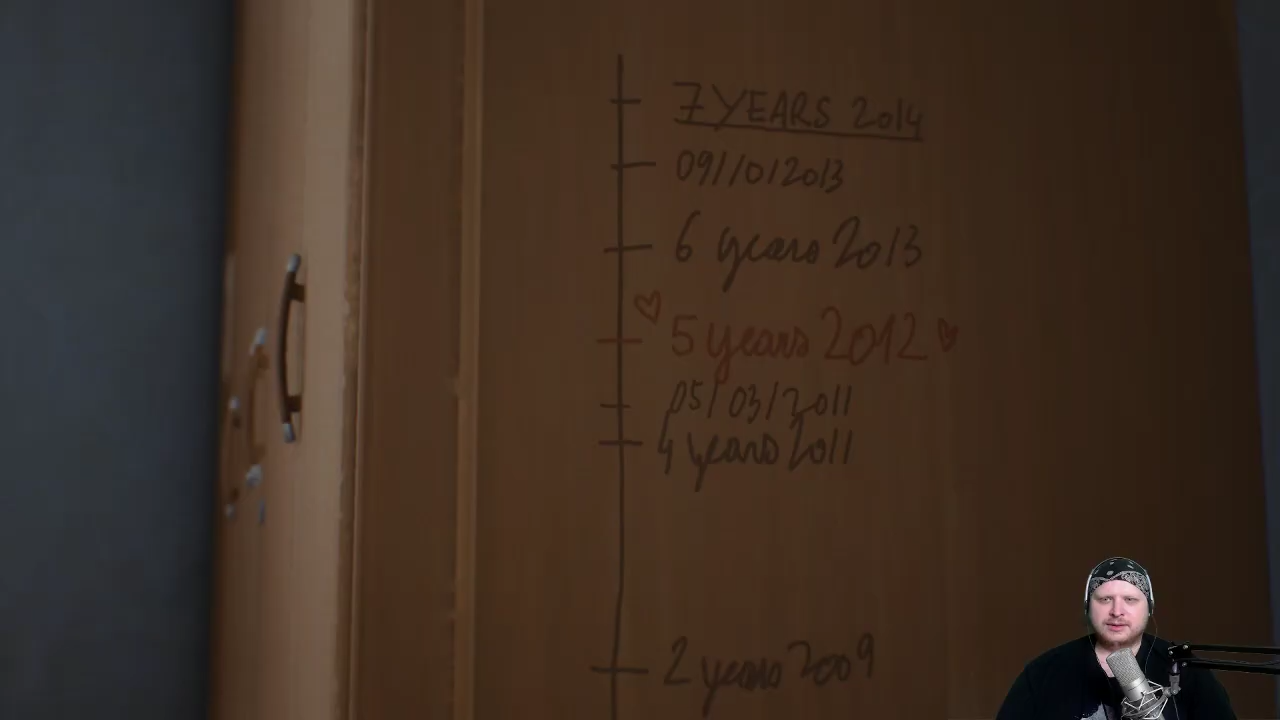 7 YEARS 2014
09/10/2013
6 years 2013
5 years 2012
05/03/2011
4 years 2011
2 years 2009